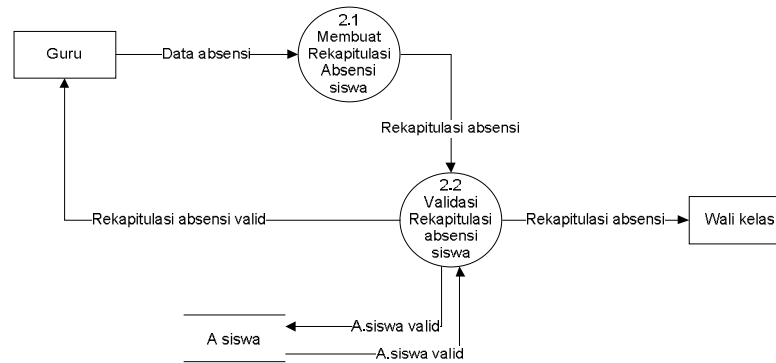 2.1
Membuat
Rekapitulasi
Absensi
siswa
Guru
Data absensi
Rekapitulasi absensi
2.2
Validasi
Rekapitulasi
absensi
siswa
Rekapitulasi absensi valid
Rekapitulasi absensi
Wali kelas
A siswa
A.siswa valid
A.siswa valid